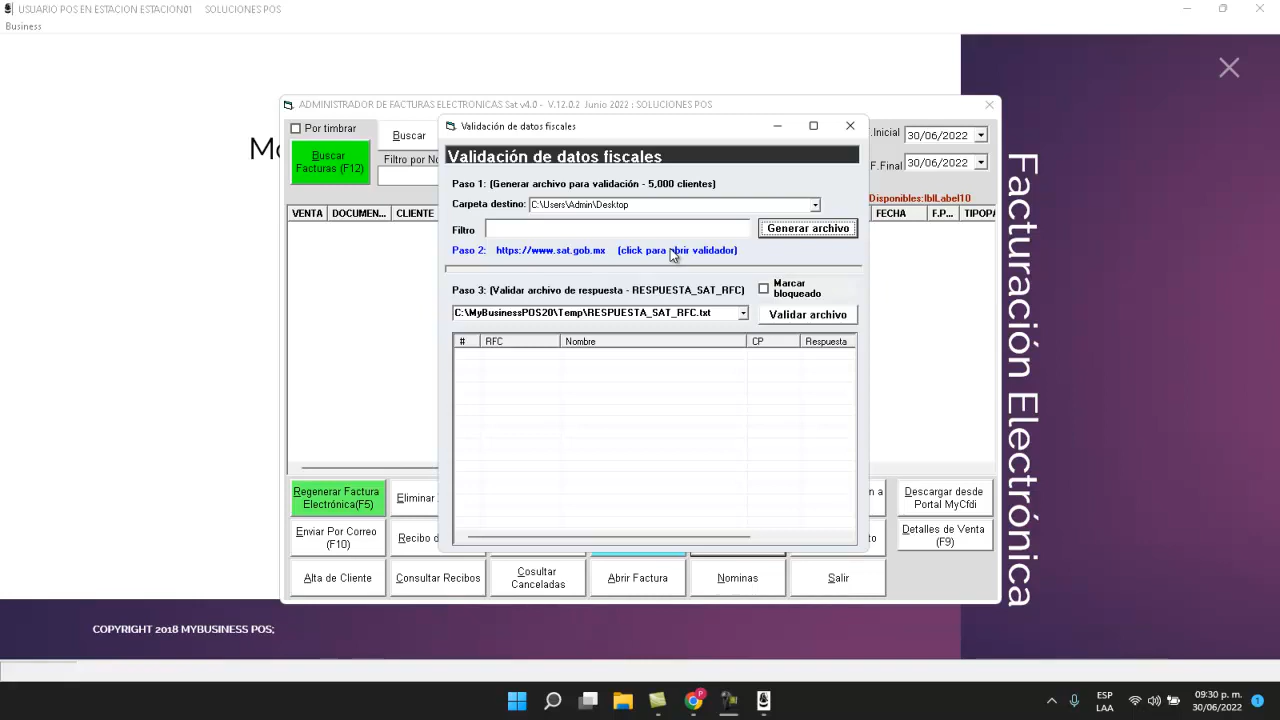 USUARIO POS EN ESTACION ESTACION01 SOLUCIONES POS
Business
ADMINISTRADOR DE FACTURAS ELECTRONICAS Sat v4.0 - V.12.0.2 Junio 2022 : SOLUCIONES POS
Por timbrar
Buscar
Buscar
Facturas (F12)
Filtro por No
.Inicial 30/06/2022
F.Final 30/06/2022
Disponibles:lblLabel10
VENTA DOCUMEN... CLIENTE
FECHA F.P... TIPOPA
Validación de datos fiscales
Validación de datos fiscales
Paso 1: (Generar archivo para validación - 5,000 clientes)
Carpeta destino: C:\Users\Admin\Desktop
Filtro
Generar archivo
Paso 2: https://www.sat.gob.mx (click para abrir validador)
Paso 3: (Validar archivo de respuesta - RESPUESTA_SAT_RFC)
Marcar
bloqueado
C:\MyBusinessPOS20\Temp\RESPUESTA_SAT_RFC.txt
Validar archivo
# RFC Nombre CP Respuesta
Regenerar Factura
Electrónica(F5)
Eliminar
n a
Descargar desde
Portal MyCfdi
Enviar Por Correo
(F10)
Recibo d
to
Detalles de Venta
(F9)
Alta de Cliente
Consultar Recibos
Cosultar
Canceladas
Abrir Factura
Nominas
Salir
Facturación Electrónica
COPYRIGHT 2018 MYBUSINESS POS;
ESP
LAA
09:30 p. m.
30/06/2022
1